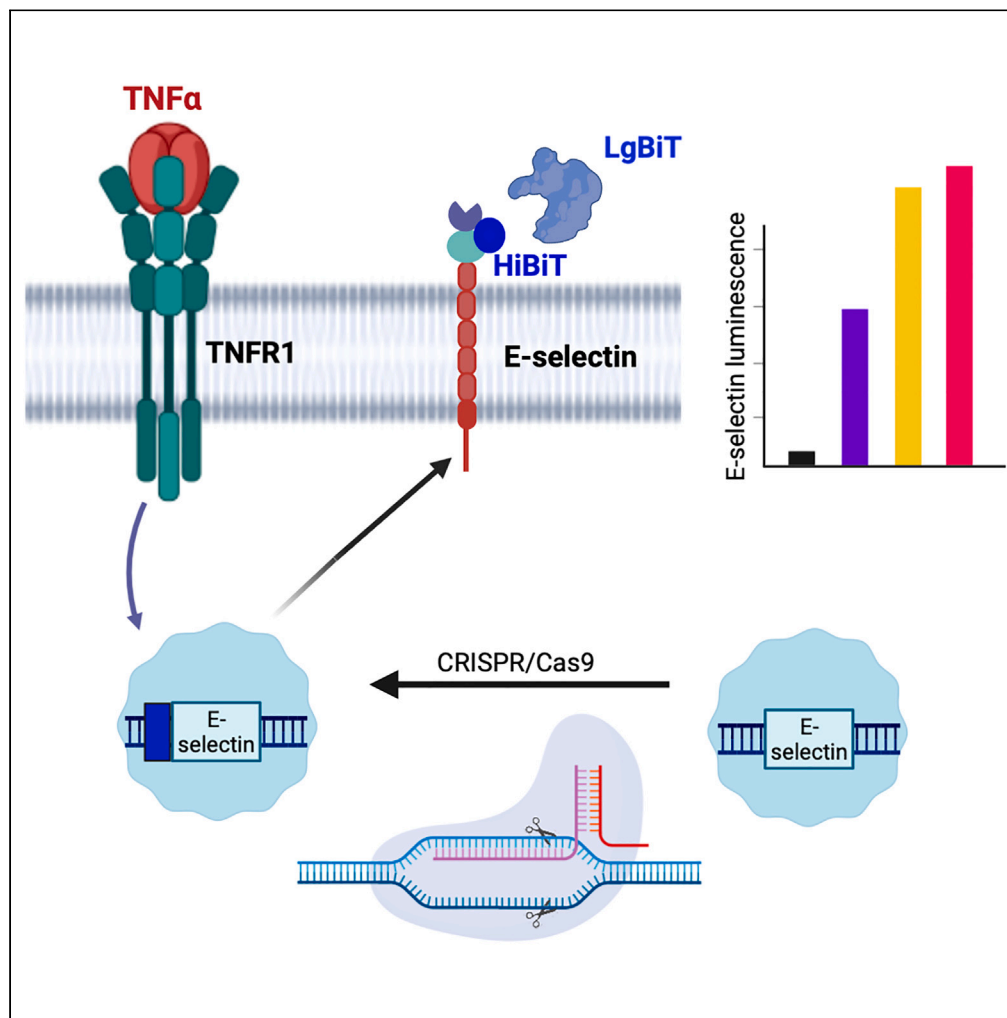 TNFα
LgBiT
HiBiT
TNFR1
E-selectin
E-selectin luminescence
CRISPR/Cas9
E-
selectin
E-
selectin